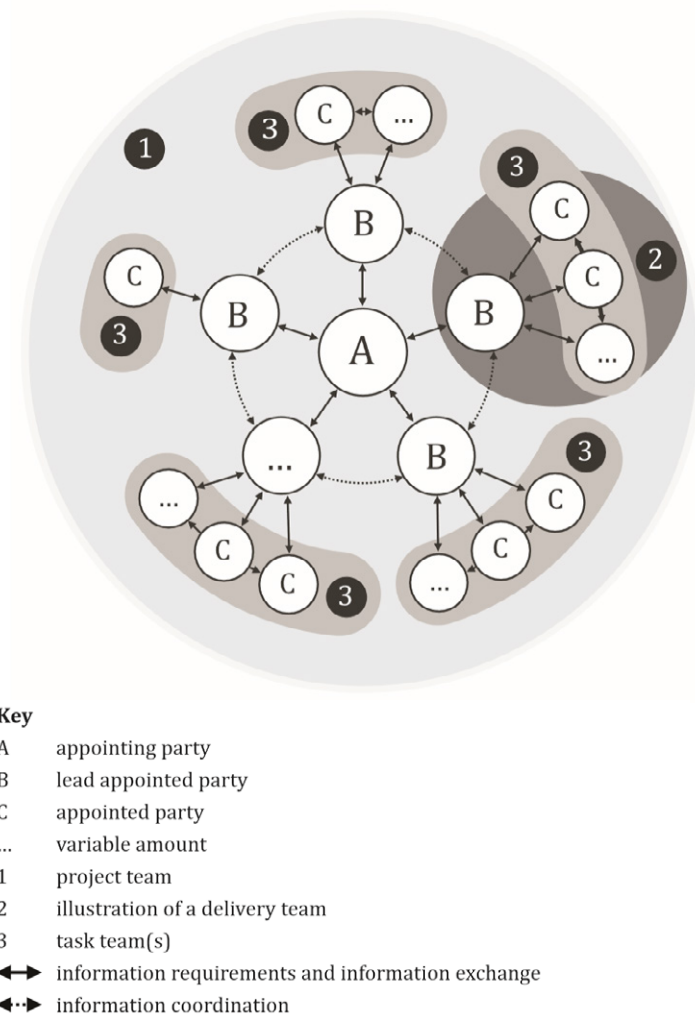 3
C
...
1
B
3
C
C
2
...
C
3
B
A
B
...
B
3
C
...
C
C
3
C
...
Key
A appointing party
B lead appointed party
C appointed party
... variable amount
1 project team
2 illustration of a delivery team
3 task team(s)
information requirements and information exchange
information coordination